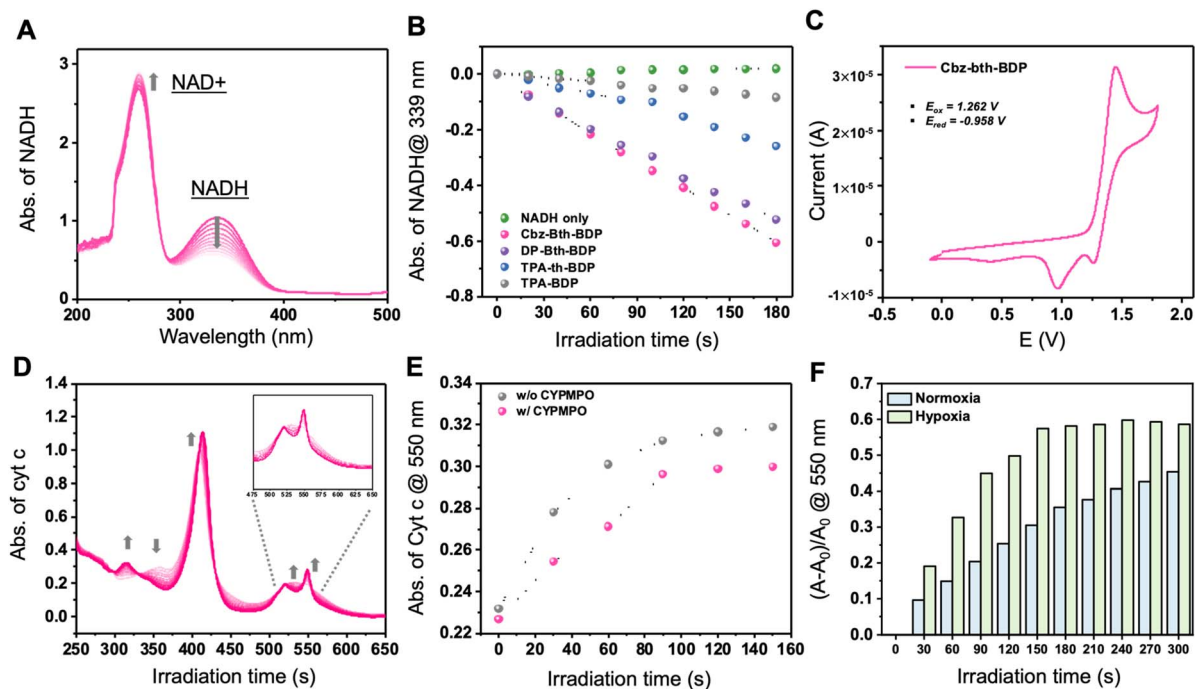 A
Abs. of NADH
3
2
1
0
NAD+
NADH
200 300 400 500
Wavelength (nm)
B
Abs. of NADH@ 339 nm
0.0
-0.2
-0.4
-0.6
-0.8
NADH only
Cbz-Bth-BDP
DP-Bth-BDP
TPA-th-BDP
TPA-BDP
0 30 60 90 120 150 180
Irradiation time (s)
C
Current (A)
3×10⁻⁵
2×10⁻⁵
1×10⁻⁵
0
-1×10⁻⁵
Cbz-bth-BDP
Eox = 1.262 V
Ered = -0.958 V
-0.5 0.0 0.5 1.0 1.5 2.0
E (V)
D
Abs. of cyt c
1.4
1.2
1.0
0.8
0.6
0.4
0.2
0.0
475 500 525 550 575 600 625 650
250 300 350 400 450 500 550 600 650
Irradiation time (s)
E
Abs. of Cyt c @ 550 nm
0.34
0.32
0.30
0.28
0.26
0.24
0.22
w/o CYPMPO
w/ CYPMPO
0 20 40 60 80 100 120 140 160
Irradiation time (s)
F
(A-A₀)/A₀ @ 550 nm
0.7
0.6
0.5
0.4
0.3
0.2
0.1
0.0
Normoxia
Hypoxia
0 30 60 90 120 150 180 210 240 270 300
Irradiation time (s)